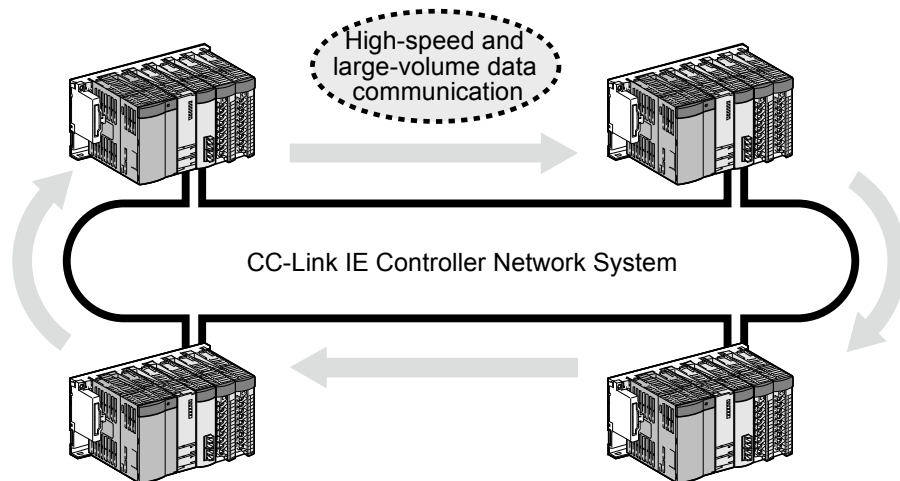 High-speed and
large-volume data
communication
CC-Link IE Controller Network System